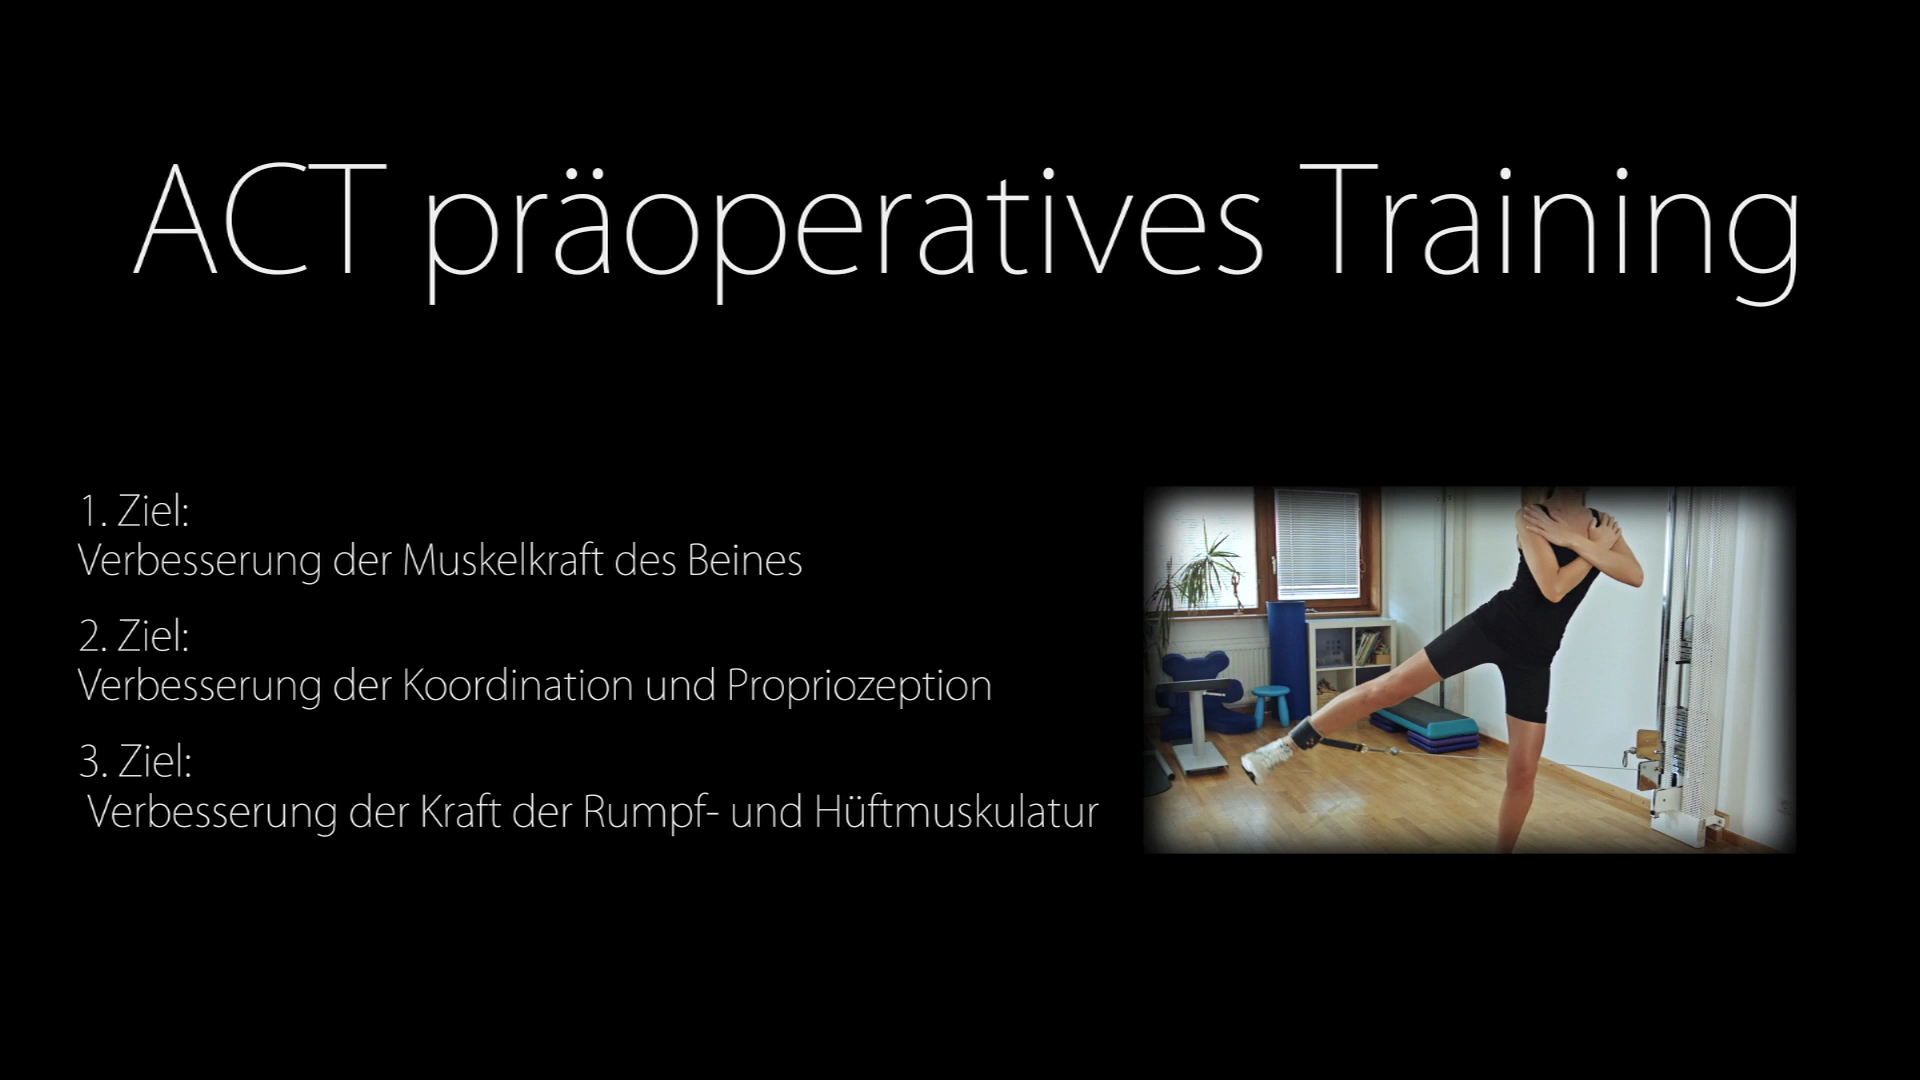 ACT präoperatives Training
1. Ziel:
Verbesserung der Muskelkraft des Beines
2. Ziel:
Verbesserung der Koordination und Propriozeption
3. Ziel:
Verbesserung der Kraft der Rumpf- und Hüftmuskulatur